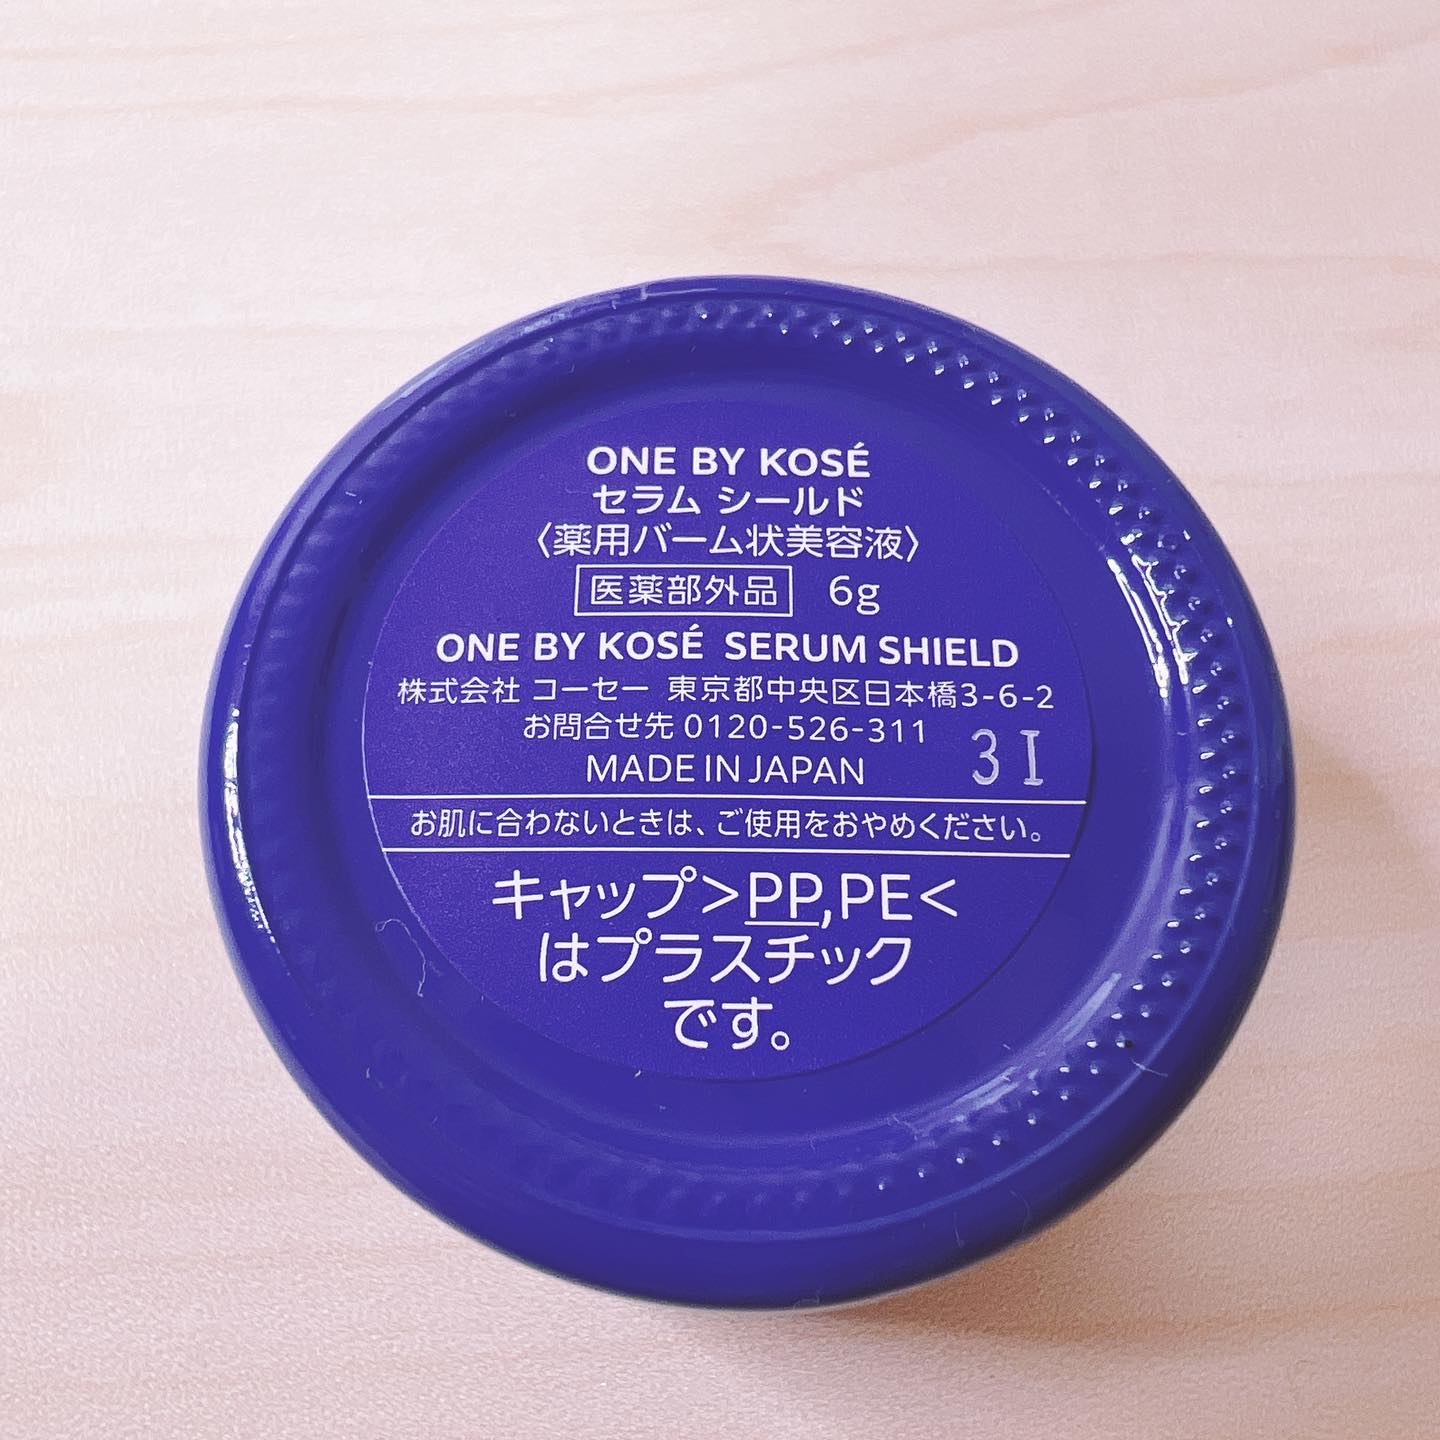 ONE BY KOSÉ
セラム シールド
〈薬用バーム状美容液〉
医薬部外品 6g
ONE BY KOSÉ SERUM SHIELD
株式会社 コーセー 東京都中央区日本橋3-6-2
お問合せ先 0120-526-311
MADE IN JAPAN 3I
お肌に合わないときは、ご使用をおやめください。
キャップ>PP,PE<
はプラスチック
です。